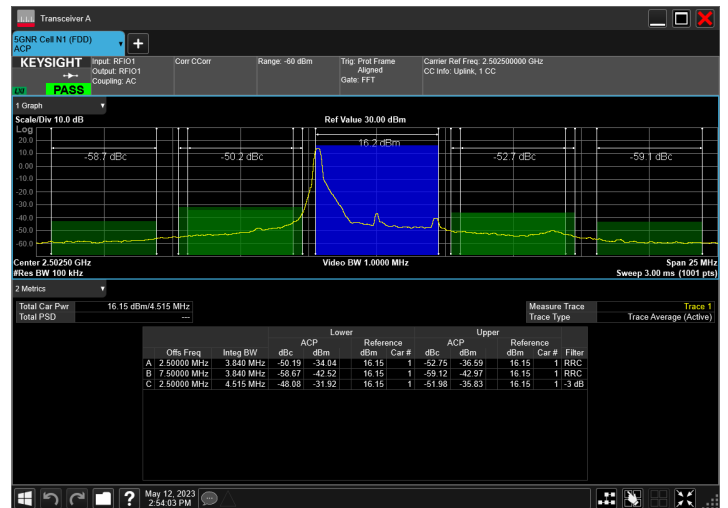 Transceiver A
5GNR Cell N1 (FDD)
ACP
KEYSIGHT
LXI
PASS
Input: RFIO1
Output: RFIO1
Coupling: AC
Corr CCorr
Range: -60 dBm
Trig: Prot Frame
Aligned
Gate: FFT
Carrier Ref Freq: 2.502500000 GHz
CC Info: Uplink, 1 CC
1 Graph
Scale/Div 10.0 dB
Ref Value 30.00 dBm
Log
20.0
10.0
0.00
-10.0
-20.0
-30.0
-40.0
-50.0
-60.0
-58.7 dBc
-50.2 dBc
16.2 dBm
-52.7 dBc
-59.1 dBc
Center 2.50250 GHz
Video BW 1.0000 MHz
Span 25 MHz
#Res BW 100 kHz
Sweep 3.00 ms (1001 pts)
2 Metrics
Total Car Pwr 16.15 dBm/4.515 MHz
Total PSD ---
Measure Trace Trace 1
Trace Type Trace Average (Active)
Lower Upper
ACP Reference ACP Reference
Offs Freq Integ BW dBc dBm dBm Car # dBc dBm dBm Car # Filter
A 2.50000 MHz 3.840 MHz -50.19 -34.04 16.15 1 -52.75 -36.59 16.15 1 RRC
B 7.50000 MHz 3.840 MHz -58.67 -42.52 16.15 1 -59.12 -42.97 16.15 1 RRC
C 2.50000 MHz 4.515 MHz -48.08 -31.92 16.15 1 -51.98 -35.83 16.15 1 -3 dB
May 12, 2023
2:54:03 PM